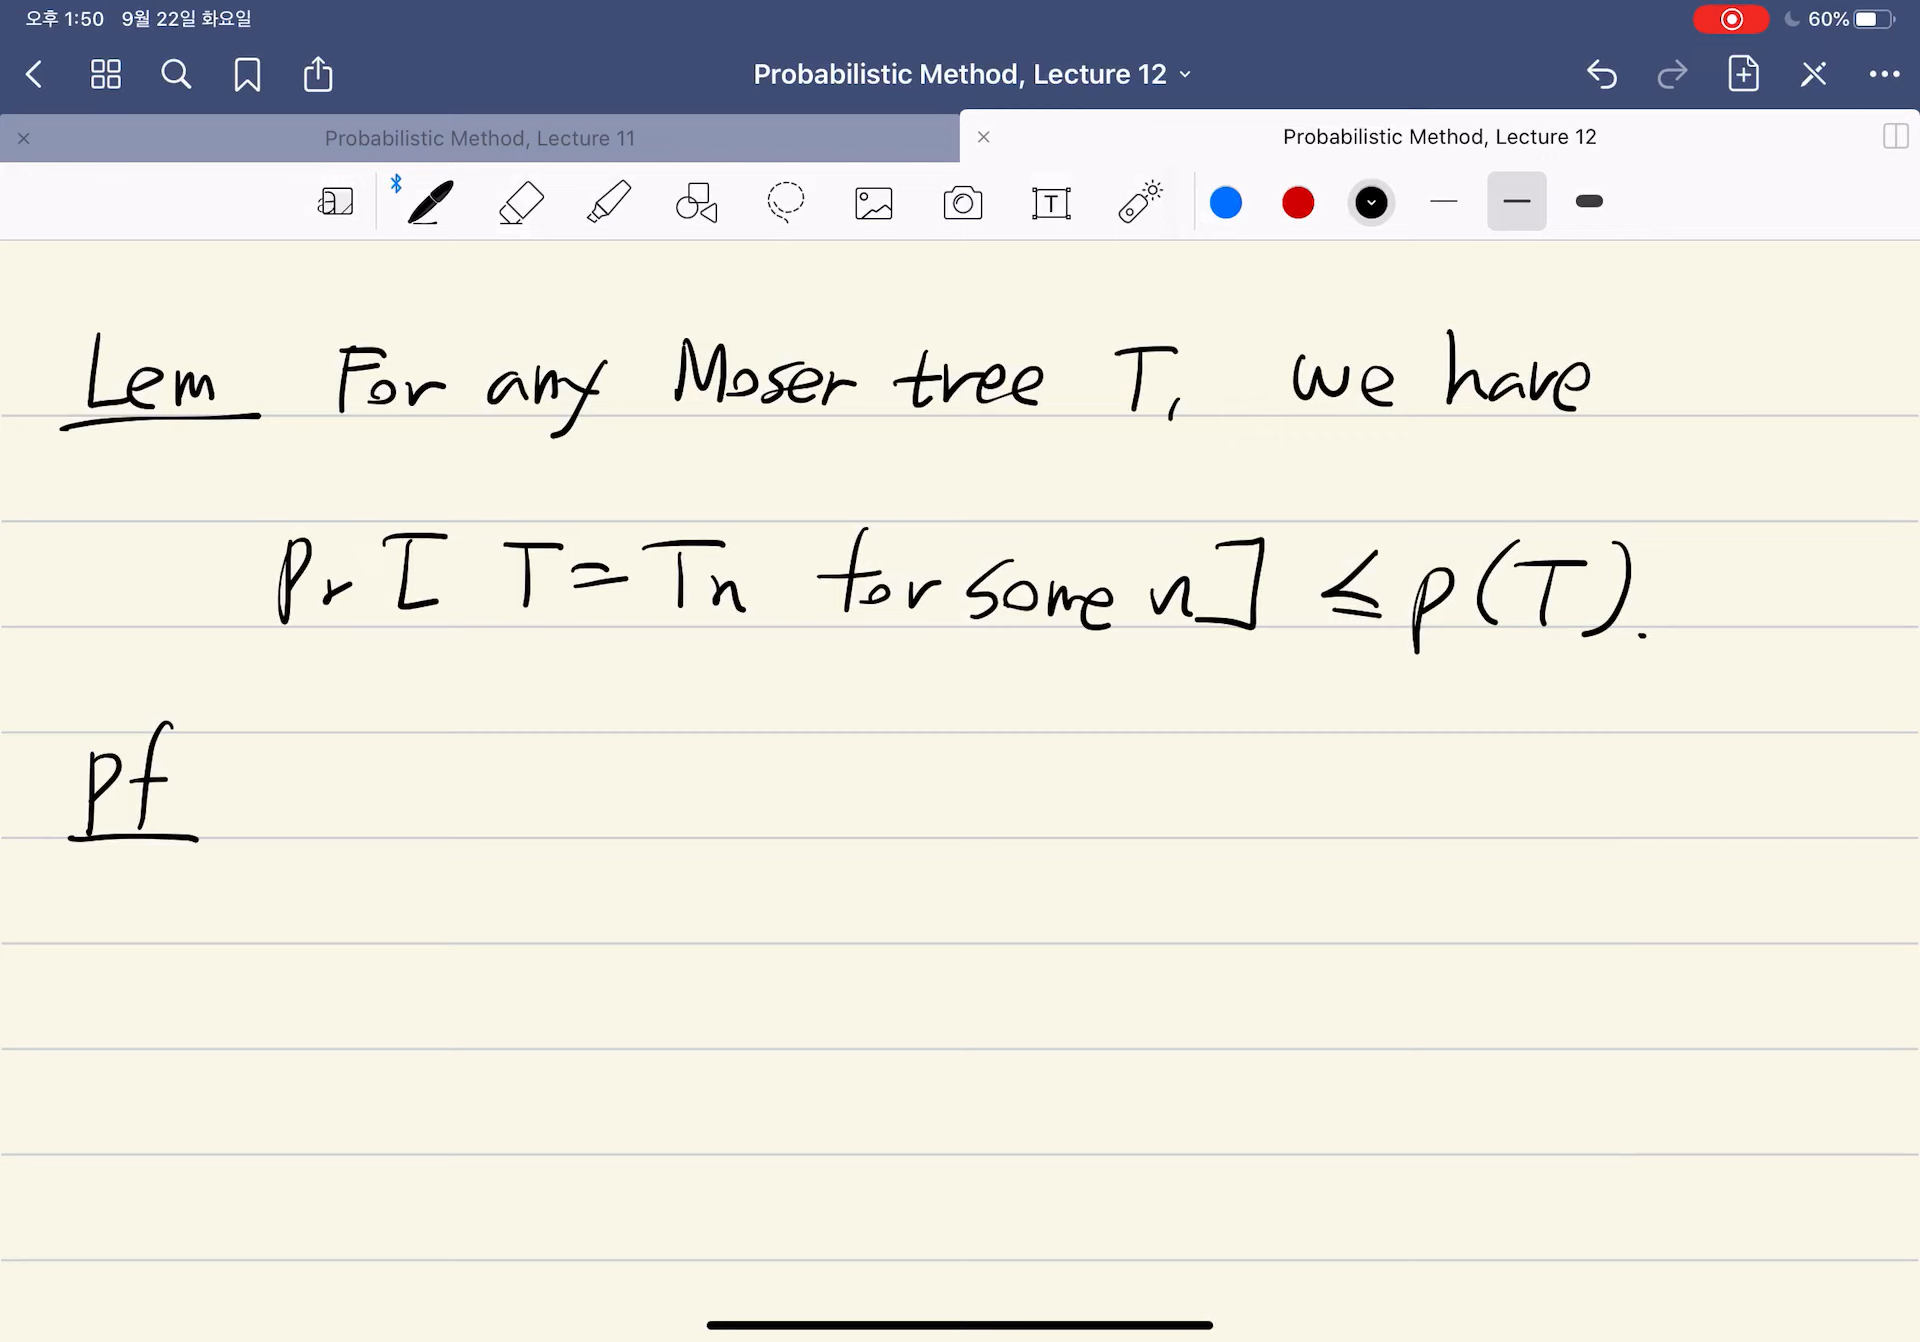 오후 1:50 9월 22일 화요일
60%
Probabilistic Method, Lecture 12
Probabilistic Method, Lecture 11
Probabilistic Method, Lecture 12
Lem For any Moser tree T, we have
Pr [ T = Tn for some n ] ≤ p(T).
pf